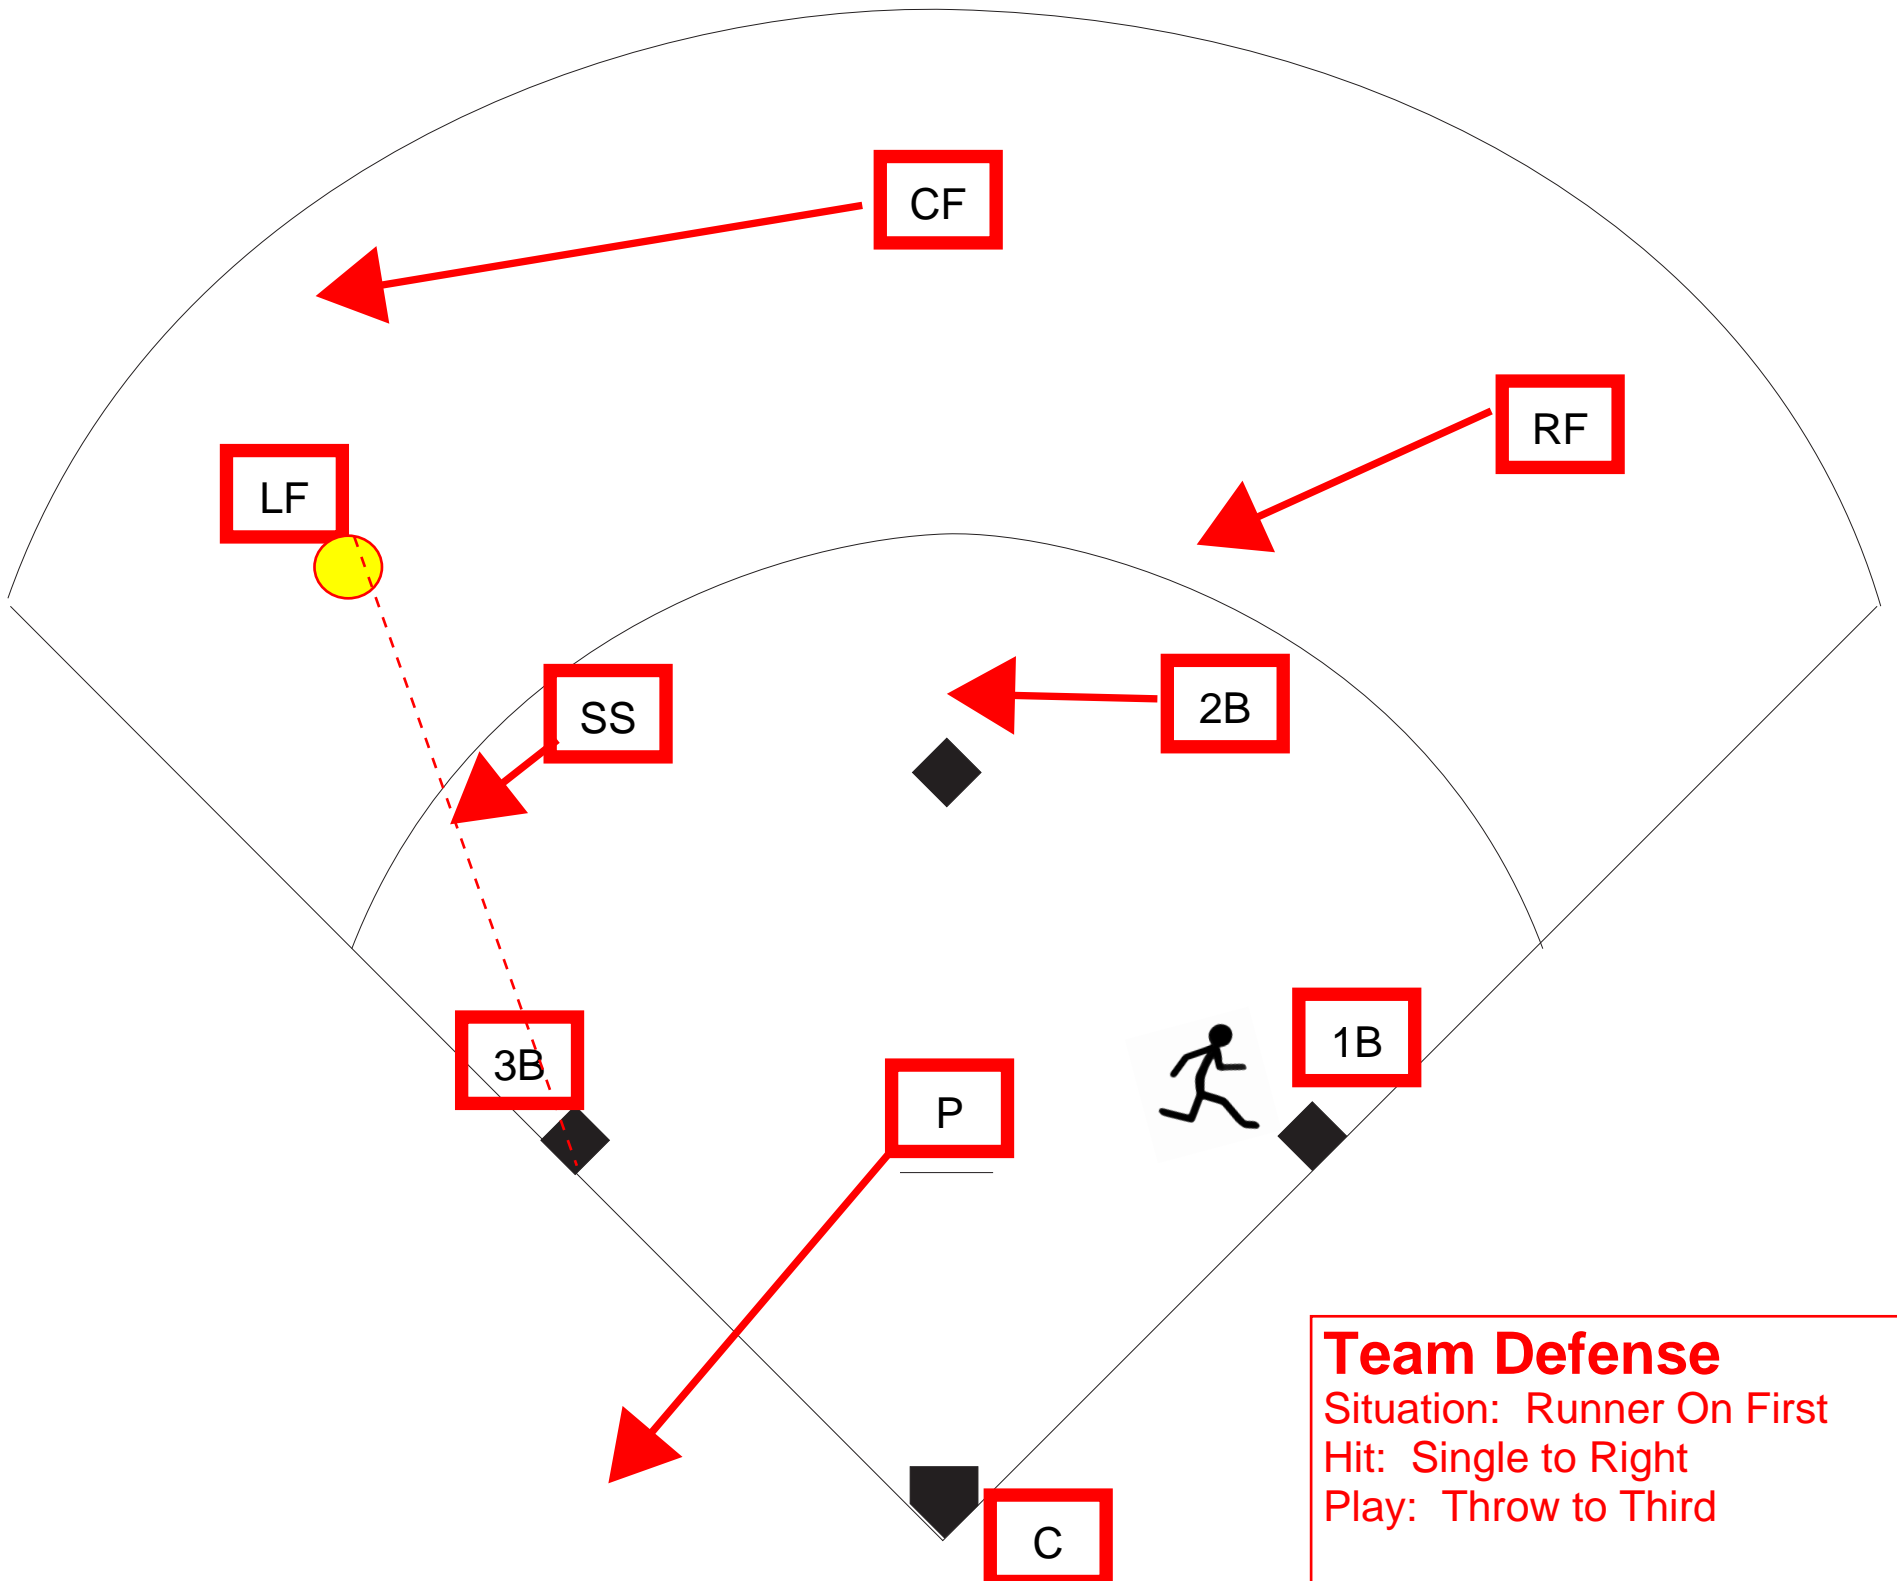 CF
RF
LF
SS
2B
1B
3B
P
Team Defense
Situation: Runner On First
Hit: Single to Right
Play: Throw to Third
C